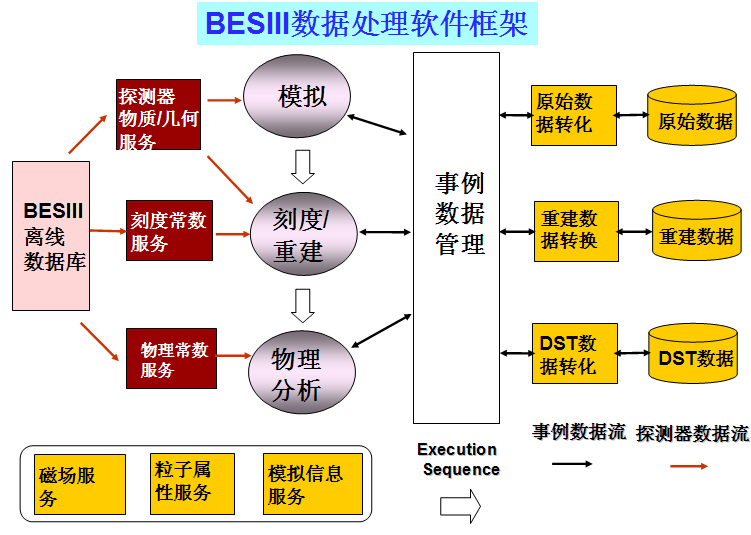 BESIII数据处理软件框架
BESIII
离线
数据库
探测器
物质/几何
服务
刻度常数
服务
物理常数
服务
模拟
刻度/
重建
物理
分析
事例
数据
管理
原始数
据转化
原始数据
重建数
据转换
重建数据
DST数
据转化
DST数据
磁场服
务
粒子属
性服务
模拟信息
服务
Execution
Sequence
事例数据流
探测器数据流